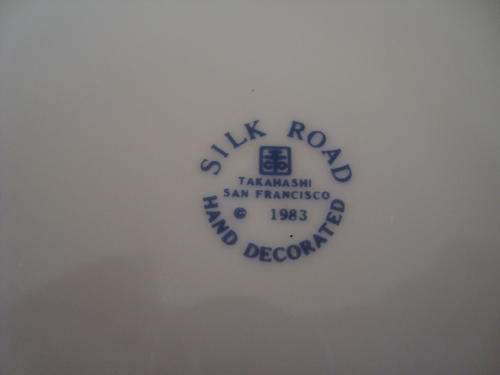 SILK ROAD
TAKAHASHI
SAN FRANCISCO
© 1983
HAND DECORATED